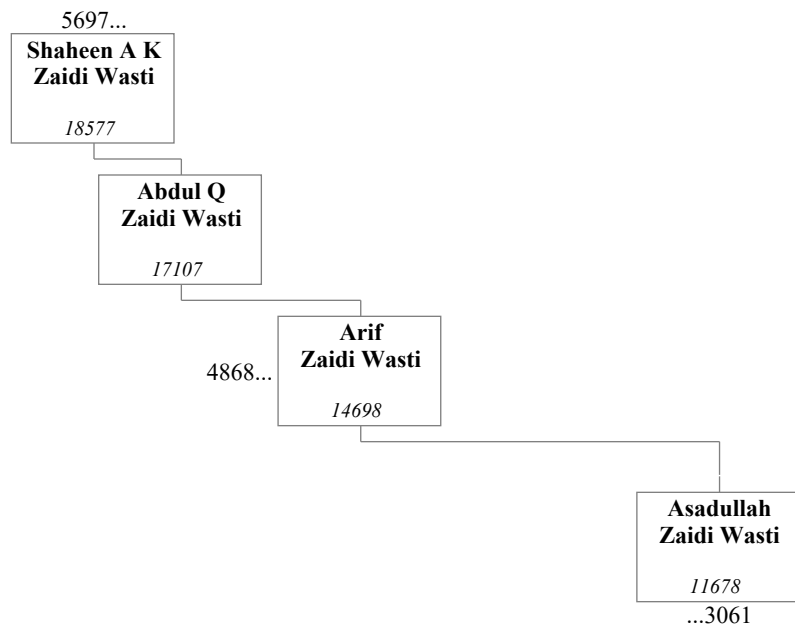 5697...
Shaheen A K
Zaidi Wasti
18577
Abdul Q
Zaidi Wasti
17107
Arif
Zaidi Wasti
4868...
14698
Asadullah
Zaidi Wasti
11678
...3061